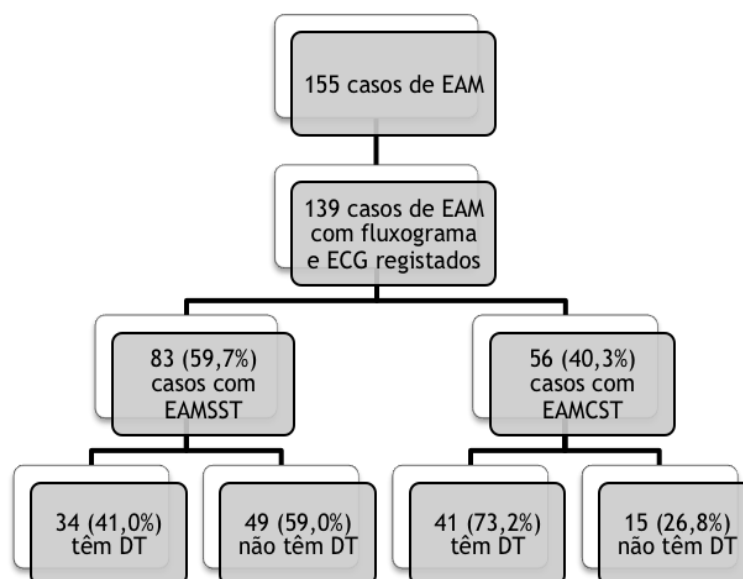 155 casos de EAM
139 casos de EAM
com fluxograma
e ECG registados
83 (59,7%)
casos com
EAMSST
56 (40,3%)
casos com
EAMCST
34 (41,0%)
têm DT
49 (59,0%)
não têm DT
41 (73,2%)
têm DT
15 (26,8%)
não têm DT